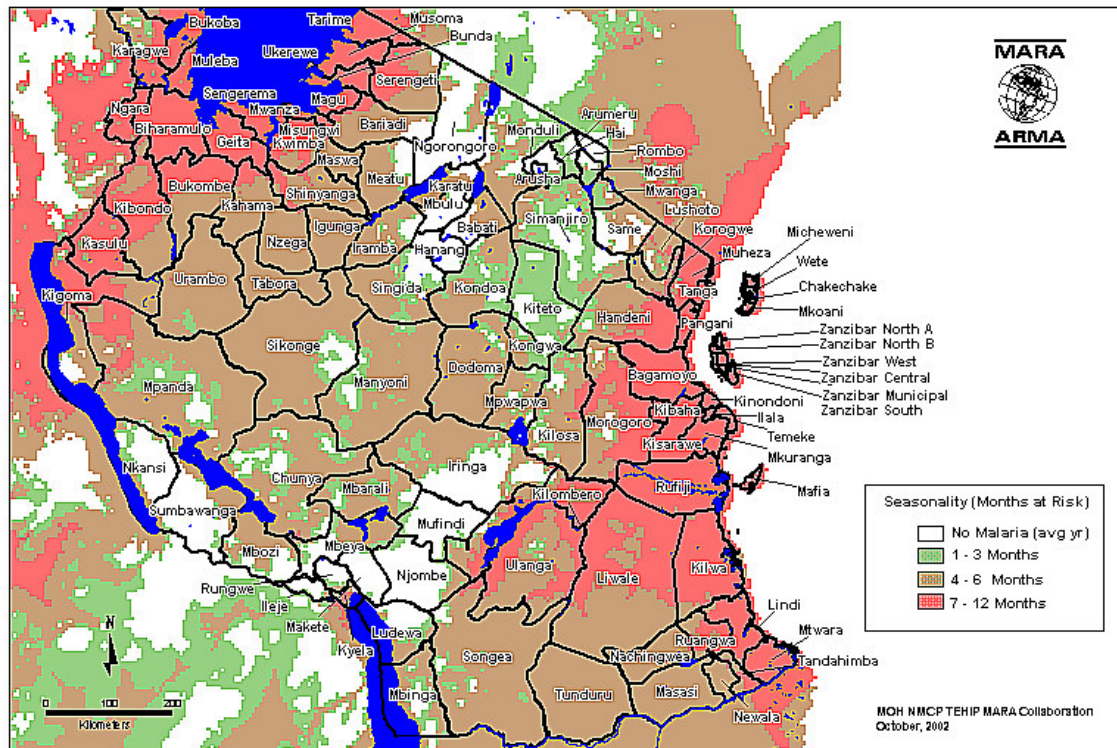 Bukoba
Tarime
Musoma
Karagwe
Ukerewe
Bunda
MARA
Muleba
Serengeti
Sengerema
Magu
Ngara
Mwanza
Arumeru
ARMA
Biharamulo
Misungwi
Bariadi
Monduli
Hai
Geita
Kwimba
Ngorongoro
Rombo
Maswa
Moshi
Bukombe
Meatu
Karatu
Arusha
Mwanga
Kibondo
Kahama
Shinyanga
Mbulu
Lushoto
Igunga
Simanjiro
Korogwe
Kasulu
Nzega
Iramba
Babati
Same
Micheweni
Hanang
Muheza
Wete
Urambo
Tabora
Singida
Kondoa
Tanga
Chakechake
Kigoma
Kiteto
Handeni
Mkoani
Pangani
Zanzibar North A
Sikonge
Kongwa
Zanzibar North B
Dodoma
Zanzibar West
Mpanda
Manyoni
Bagamoyo
Zanzibar Central
Kinondoni
Zanzibar Municipal
Mpwapwa
Kibaha
Ilala
Zanzibar South
Morogoro
Kilosa
Temeke
Kisarawe
Mkuranga
Nkansi
Iringa
Chunya
Mbarali
Kilombero
Rufiji
Mafia
Sumbawanga
Mufindi
Seasonality (Months at Risk)
No Malaria (avg yr)
1 - 3 Months
4 - 6 Months
7 - 12 Months
Mbozi
Mbeya
Njombe
Ulanga
Liwale
Kilwa
Rungwe
Ileje
Makete
Lindi
Kyela
Ludewa
Ruangwa
Mtwara
Songea
Nachingwea
Tandahimba
Mbinga
Tunduru
Masasi
Newala
N
0 100 200
Kilometers
MOH NMCP TEHIP MARA Collaboration
October, 2002